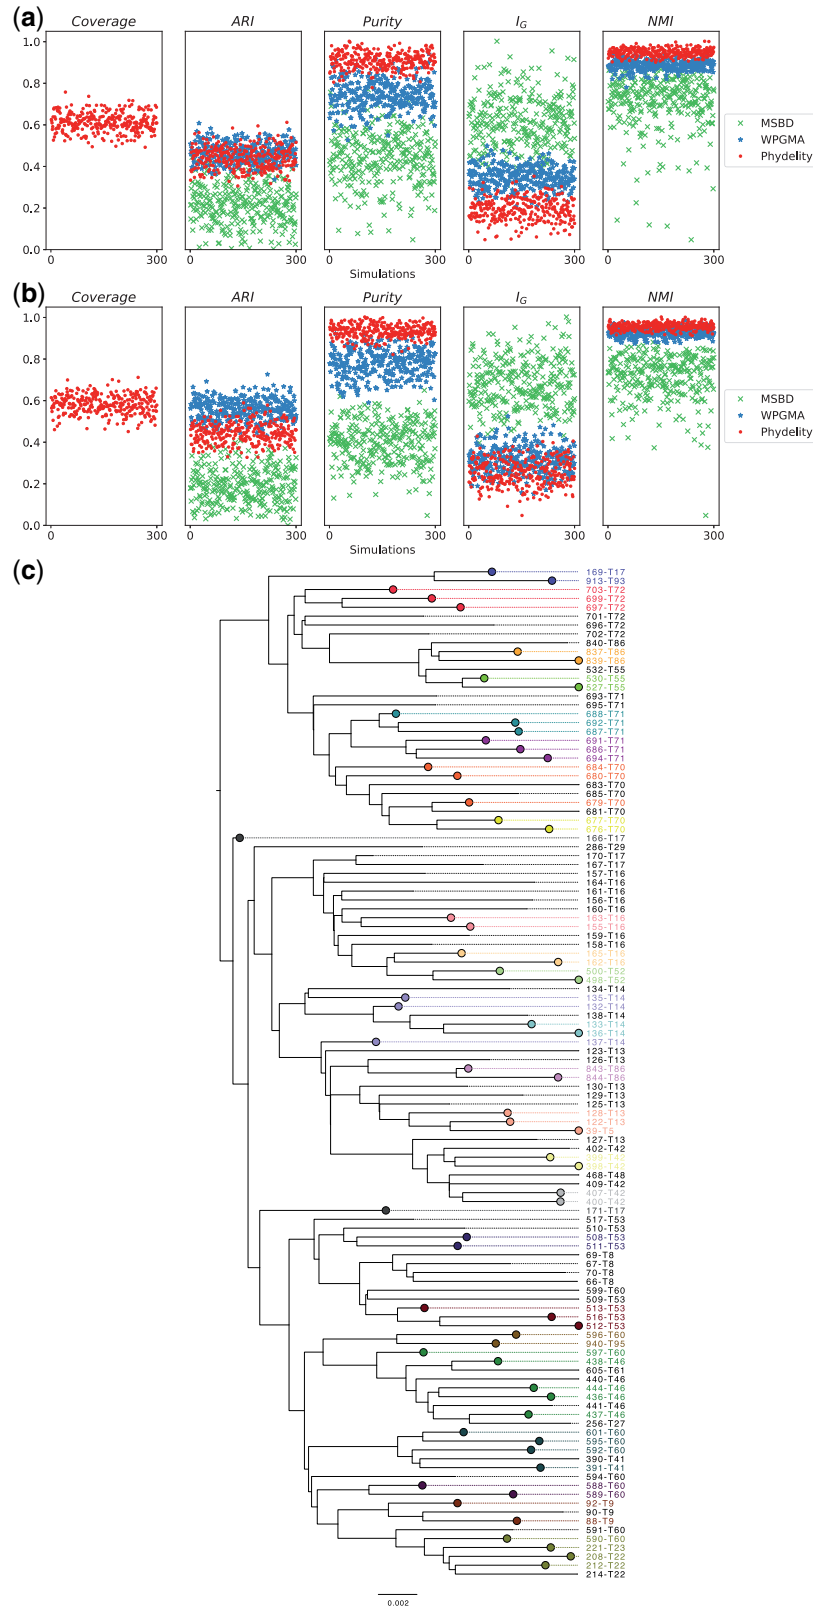 (a)
Coverage
ARI
Purity
I_G
NMI
1.0
0.8
0.6
0.4
0.2
0.0
0
300
0
300
0
300
0
300
0
300
Simulations
MSBD
WPGMA
Phydelity
(b)
Coverage
ARI
Purity
I_G
NMI
1.0
0.8
0.6
0.4
0.2
0.0
0
300
0
300
0
300
0
300
0
300
Simulations
MSBD
WPGMA
Phydelity
(c)
169-T17
913-T93
703-T72
699-T72
697-T72
701-T72
696-T72
702-T72
840-T86
837-T86
839-T86
532-T55
530-T55
527-T55
693-T71
695-T71
688-T71
692-T71
687-T71
691-T71
686-T71
694-T71
684-T70
680-T70
683-T70
685-T70
679-T70
681-T70
677-T70
676-T70
166-T17
286-T29
170-T17
167-T17
157-T16
164-T16
161-T16
156-T16
160-T16
163-T16
155-T16
159-T16
158-T16
165-T16
162-T16
500-T52
498-T52
134-T14
135-T14
132-T14
138-T14
133-T14
136-T14
137-T14
123-T13
126-T13
843-T86
844-T86
130-T13
129-T13
125-T13
128-T13
122-T13
39-T5
127-T13
402-T42
468-T48
409-T42
407-T42
400-T42
171-T17
517-T53
510-T53
508-T53
511-T53
69-T8
67-T8
70-T8
66-T8
599-T60
509-T53
513-T53
516-T53
512-T53
596-T60
940-T95
597-T60
438-T46
605-T61
440-T46
444-T46
436-T46
441-T46
437-T46
256-T27
601-T60
595-T60
592-T60
390-T41
391-T41
594-T60
588-T60
589-T60
92-T9
90-T9
88-T9
591-T60
590-T60
221-T23
208-T22
212-T22
214-T22
0.002